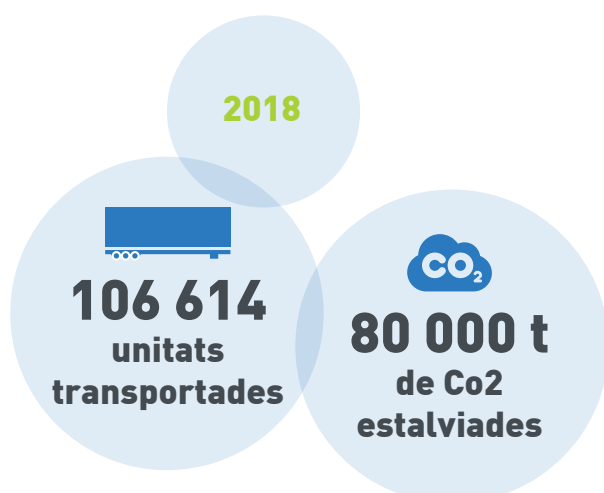 2018
106 614
unitats
transportades
CO2
80 000 t
de Co2
estalviades